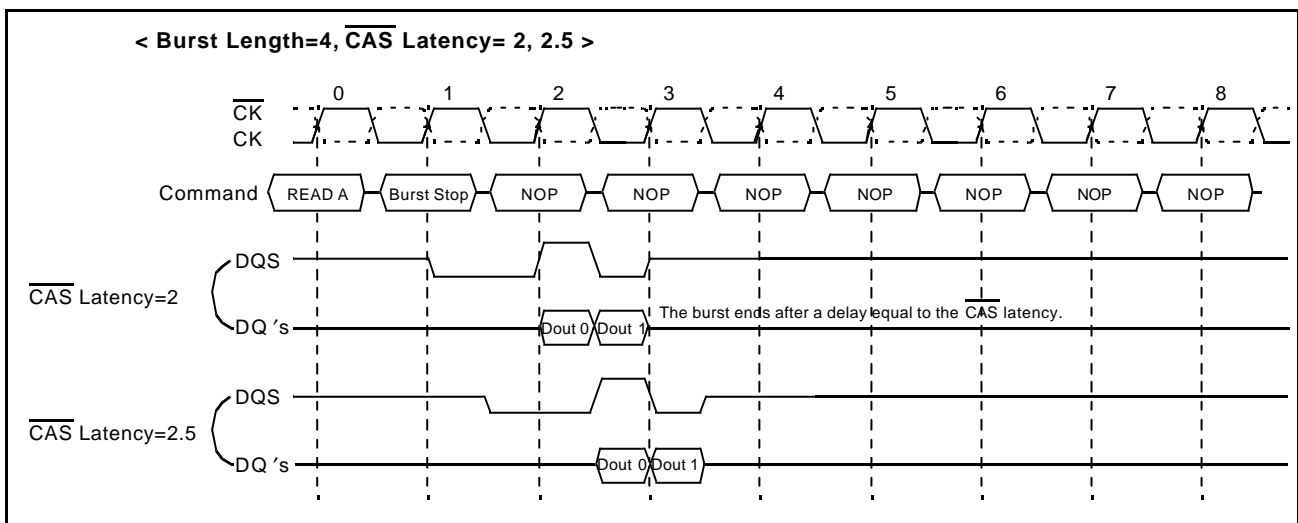 < Burst Length=4, CAS Latency= 2, 2.5 >
0 1 2 3 4 5 6 7 8
CK
CK
Command READ A Burst Stop NOP NOP NOP NOP NOP NOP NOP
DQS
CAS Latency=2
The burst ends after a delay equal to the CAS latency.
DQ ′s Dout 0 Dout 1
DQS
CAS Latency=2.5
DQ ′s Dout 0 Dout 1